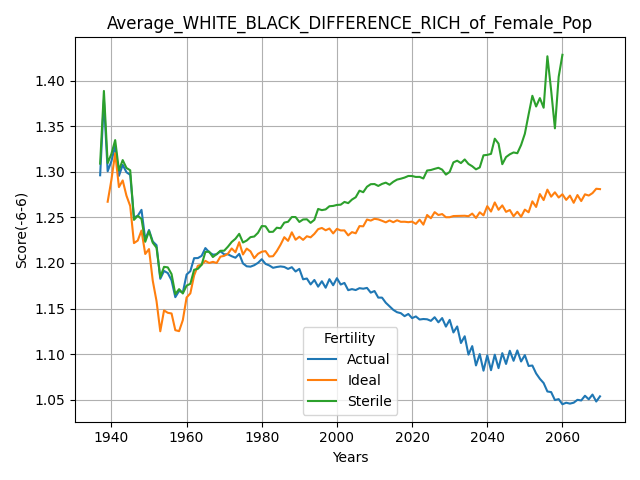 Average_WHITE_BLACK_DIFFERENCE_RICH_of_Female_Pop
Score(-6-6)
1.40
1.35
1.30
1.25
1.20
1.15
1.10
1.05
Fertility
Actual
Ideal
Sterile
1940 1960 1980 2000 2020 2040 2060
Years